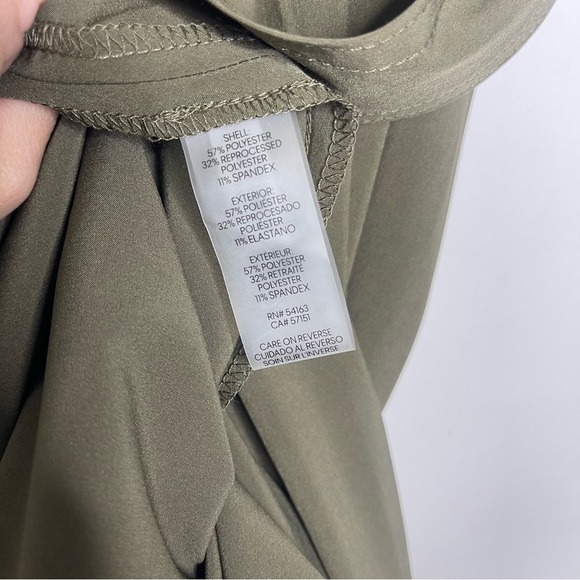 SHELL:
57% POLYESTER
32% REPROCESSED
POLYESTER
11% SPANDEX
EXTERIOR:
57% POLIÉSTER
32% REPROCESADO
POLIÉSTER
11% ELASTANO
EXTÉRIEUR:
57% POLYESTER
32% RETRAITÉ
POLYESTER
11% SPANDEX
RN# 54163
CA# 57151
CARE ON REVERSE
CUIDADO AL REVERSO
SOIN SUR L'INVERSE